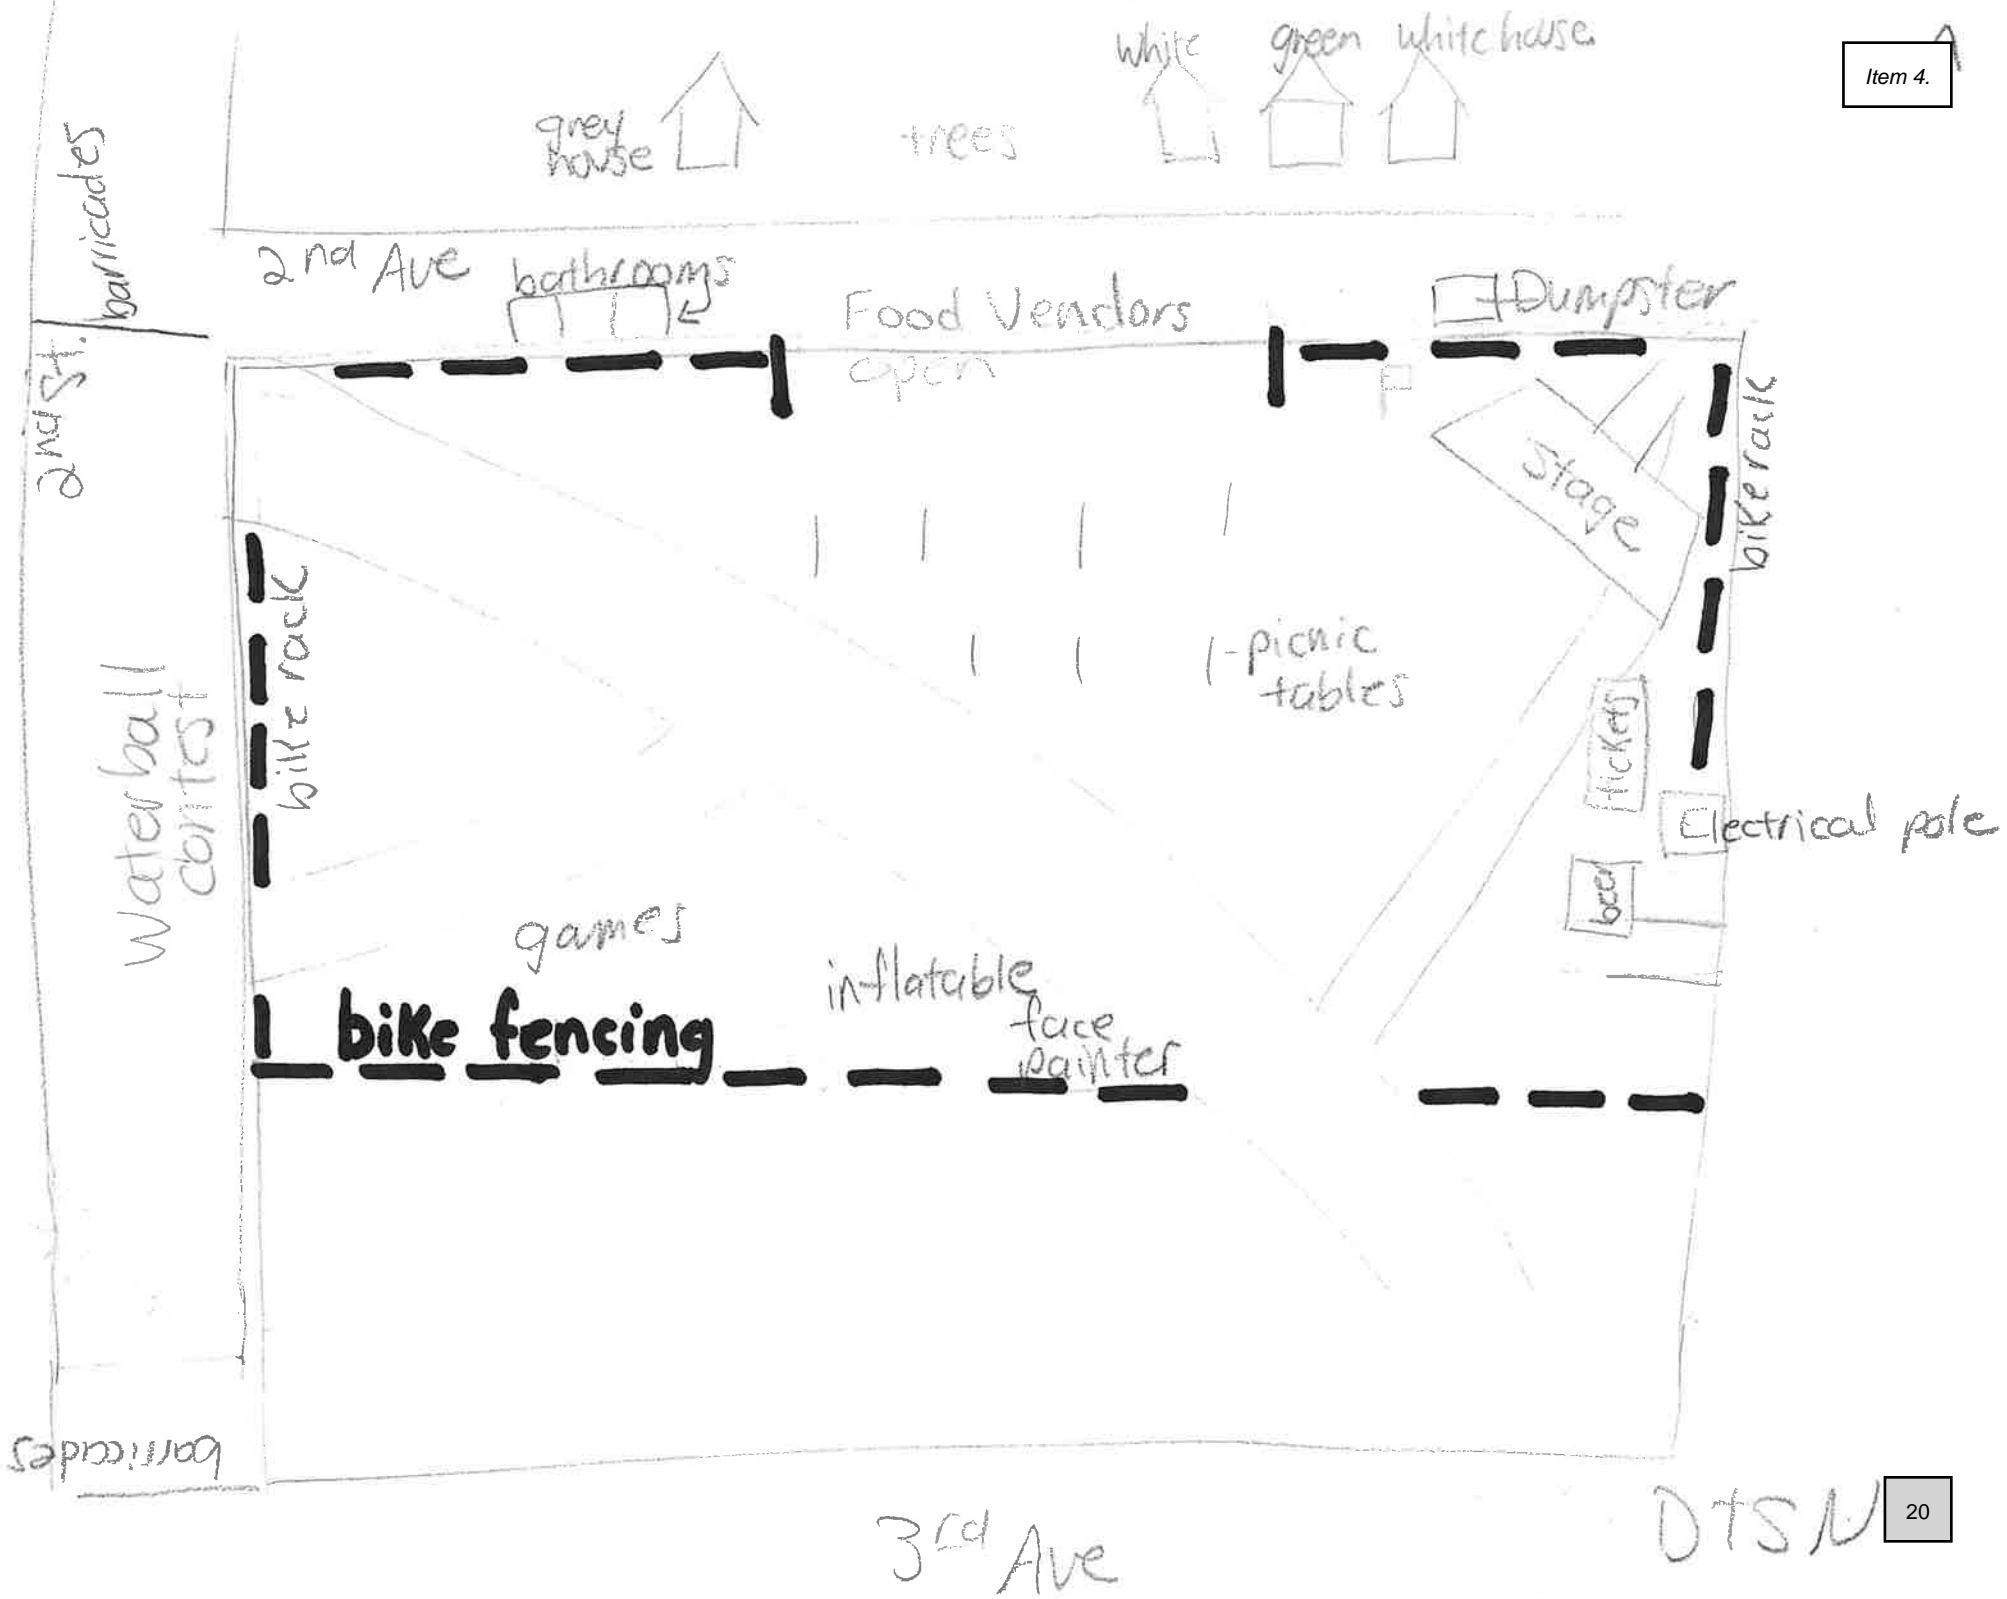 White green white house
Item 4.
grey
house
trees
barricades
2nd Ave
bathrooms
Food Vendors
open
Dumpster
2nd St.
Stage
bike rack
bike rack
picnic
tables
tickets
Electrical pole
Water ball
contest
beer
games
inflatable
face
painter
bike fencing
barricades
3rd Ave
20